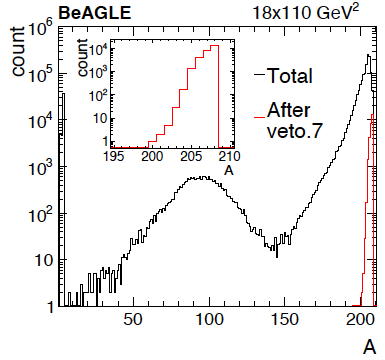 BeAGLE 18x110 GeV²
count
10⁶
10⁵
10⁴
10³
10²
10
1
50 100 150 200
A
Total
After
veto.7
count
10⁴
10³
10²
10
1
195 200 205 210
A